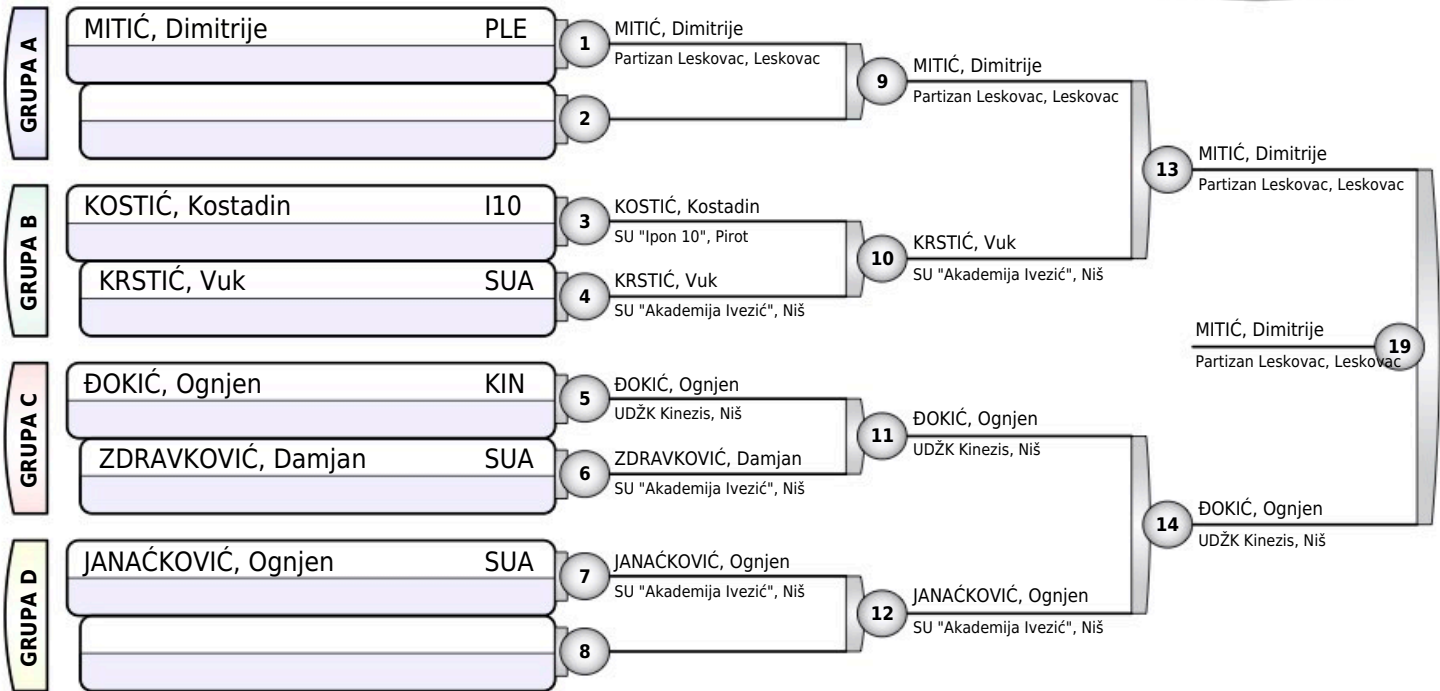 GRUPA A
MITIĆ, Dimitrije PLE
1
2
GRUPA B
KOSTIĆ, Kostadin I10
KRSTIĆ, Vuk SUA
3
4
GRUPA C
ĐOKIĆ, Ognjen KIN
ZDRAVKOVIĆ, Damjan SUA
5
6
GRUPA D
JANAĆKOVIĆ, Ognjen SUA
7
8
MITIĆ, Dimitrije
Partizan Leskovac, Leskovac
KOSTIĆ, Kostadin
SU "Ipon 10", Pirot
KRSTIĆ, Vuk
SU "Akademija Ivezić", Niš
ĐOKIĆ, Ognjen
UDŽK Kinezis, Niš
ZDRAVKOVIĆ, Damjan
SU "Akademija Ivezić", Niš
JANAĆKOVIĆ, Ognjen
SU "Akademija Ivezić", Niš
9
10
11
12
MITIĆ, Dimitrije
Partizan Leskovac, Leskovac
KRSTIĆ, Vuk
SU "Akademija Ivezić", Niš
ĐOKIĆ, Ognjen
UDŽK Kinezis, Niš
JANAĆKOVIĆ, Ognjen
SU "Akademija Ivezić", Niš
13
14
MITIĆ, Dimitrije
Partizan Leskovac, Leskovac
MITIĆ, Dimitrije
Partizan Leskovac, Leskovac
19
ĐOKIĆ, Ognjen
UDŽK Kinezis, Niš